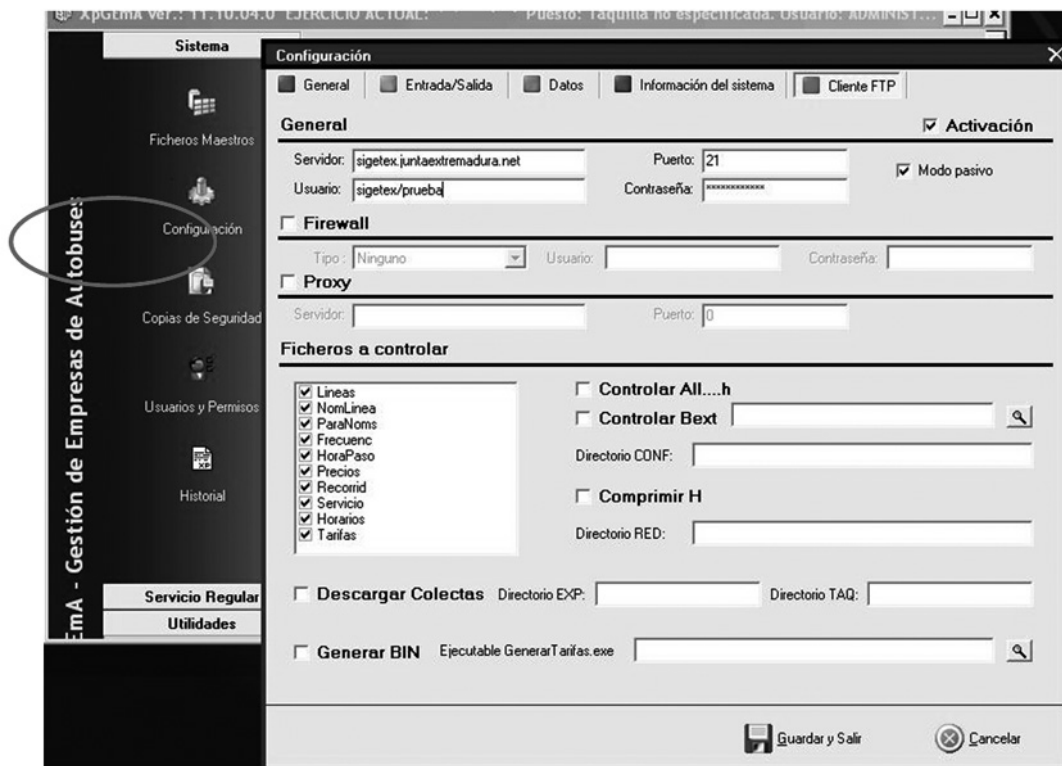 XpGEmA Ver.: 11.10.04.0 EJERCICIO ACTUAL: Puesto: Taquilla no especificada. Usuario: ADMINIST...
Sistema
Ficheros Maestros
Configuración
Copias de Seguridad
Usuarios y Permisos
Historial
Servicio Regular
Utilidades
EmA - Gestión de Empresas de Autobuses
Configuración
General Entrada/Salida Datos Información del sistema Cliente FTP
General Activación
Servidor: sigetex.juntaextremadura.net Puerto: 21 Modo pasivo
Usuario: sigetex/prueba Contraseña: ************
Firewall
Tipo : Ninguno Usuario: Contraseña:
Proxy
Servidor: Puerto: 0
Ficheros a controlar
Lineas
NomLinea
ParaNoms
Frecuenc
HoraPaso
Precios
Recorrid
Servicio
Horarios
Tarifas
Controlar All....h
Controlar Bext
Directorio CONF:
Comprimir H
Directorio RED:
Descargar Colectas Directorio EXP: Directorio TAQ:
Generar BIN Ejecutable GenerarTarifas.exe
Guardar y Salir Cancelar